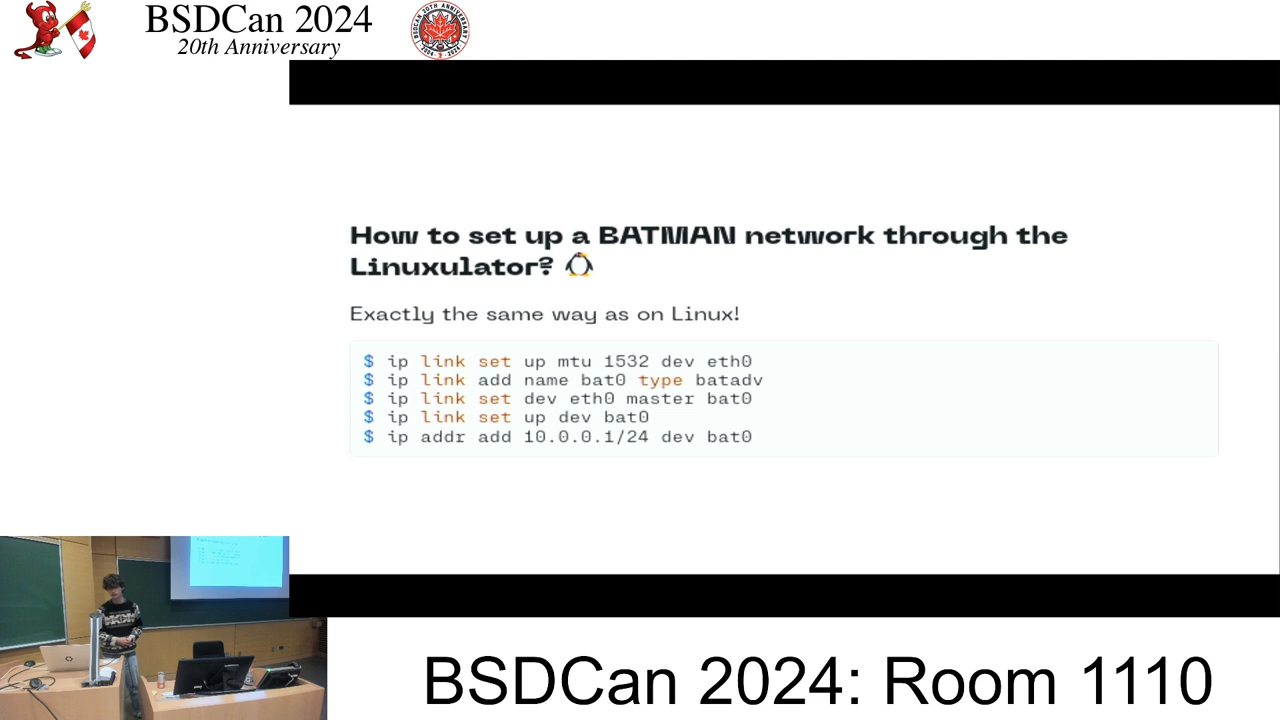 BSDCan 2024
20th Anniversary
How to set up a BATMAN network through the
Linuxulator?
Exactly the same way as on Linux!
$ ip link set up mtu 1532 dev eth0
$ ip link add name bat0 type batadv
$ ip link set dev eth0 master bat0
$ ip link set up dev bat0
$ ip addr add 10.0.0.1/24 dev bat0
BSDCan 2024: Room 1110